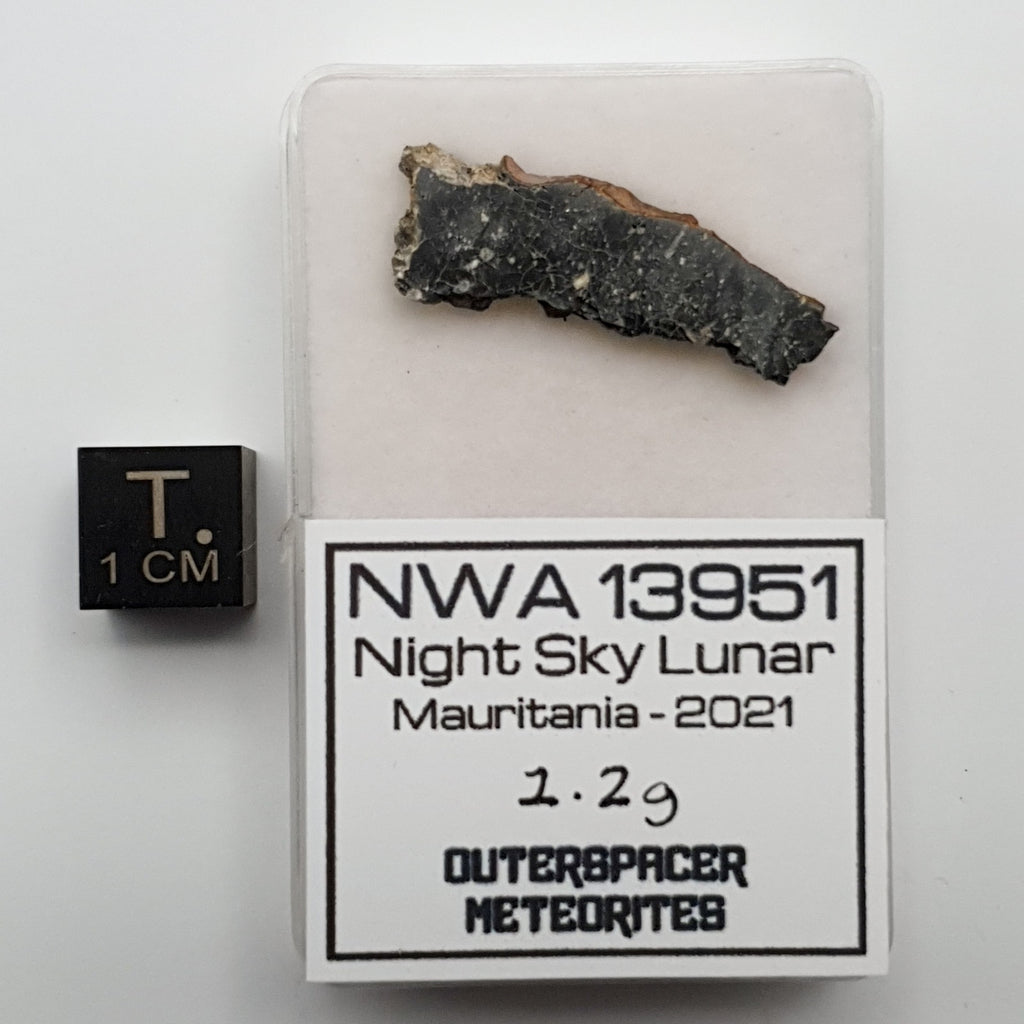 T.
1 CM
NWA 13951
Night Sky Lunar
Mauritania - 2021
1.2g
OUTERSPACER
METEORITES